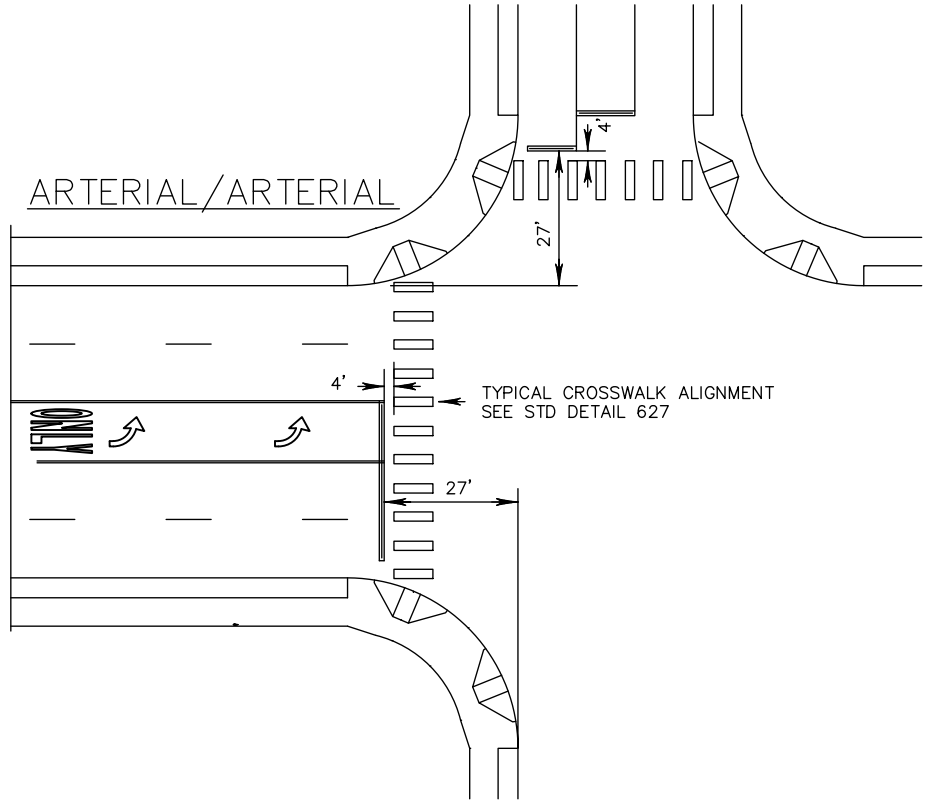 ARTERIAL/ARTERIAL
4'
27'
4'
TYPICAL CROSSWALK ALIGNMENT
SEE STD DETAIL 627
ONLY
27'